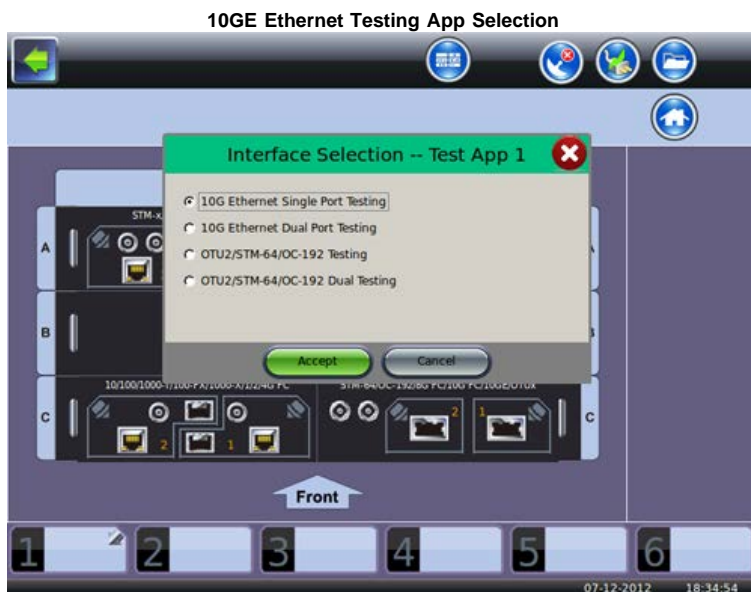 10GE Ethernet Testing App Selection
Interface Selection -- Test App 1
10G Ethernet Single Port Testing
10G Ethernet Dual Port Testing
OTU2/STM-64/OC-192 Testing
OTU2/STM-64/OC-192 Dual Testing
Accept
Cancel
STM-x
A
B
10/100/1000-T/100-FX/1000-X/1/2/4G FC
STM-64/OC-192/8G FC/10G FC/10GE/OTUx
C
2
1
2
1
C
Front
1
2
3
4
5
6
07-12-2012
18:34:54